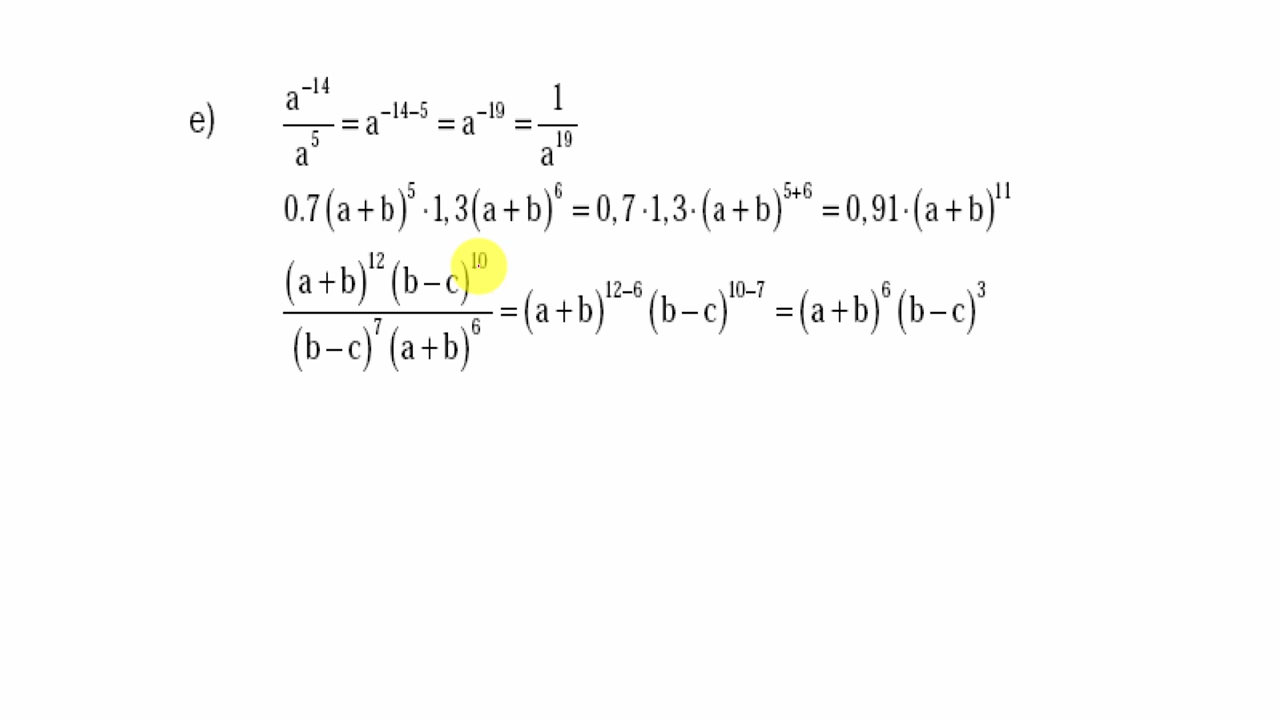 e) a^{-14}/a^{5} = a^{-14-5} = a^{-19} = 1/a^{19}
0.7(a+b)^{5}·1,3(a+b)^{6} = 0,7·1,3·(a+b)^{5+6} = 0,91·(a+b)^{11}
(a+b)^{12}(b-c)^{10}/(b-c)^{7}(a+b)^{6} = (a+b)^{12-6}(b-c)^{10-7} = (a+b)^{6}(b-c)^{3}